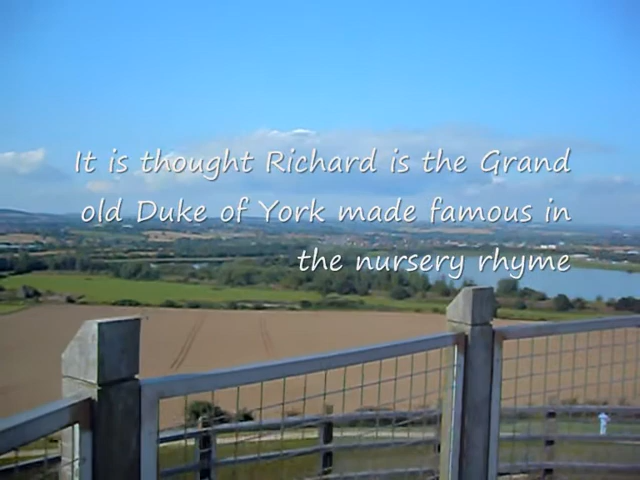 It is thought Richard is the Grand
old Duke of York made famous in
the nursery rhyme